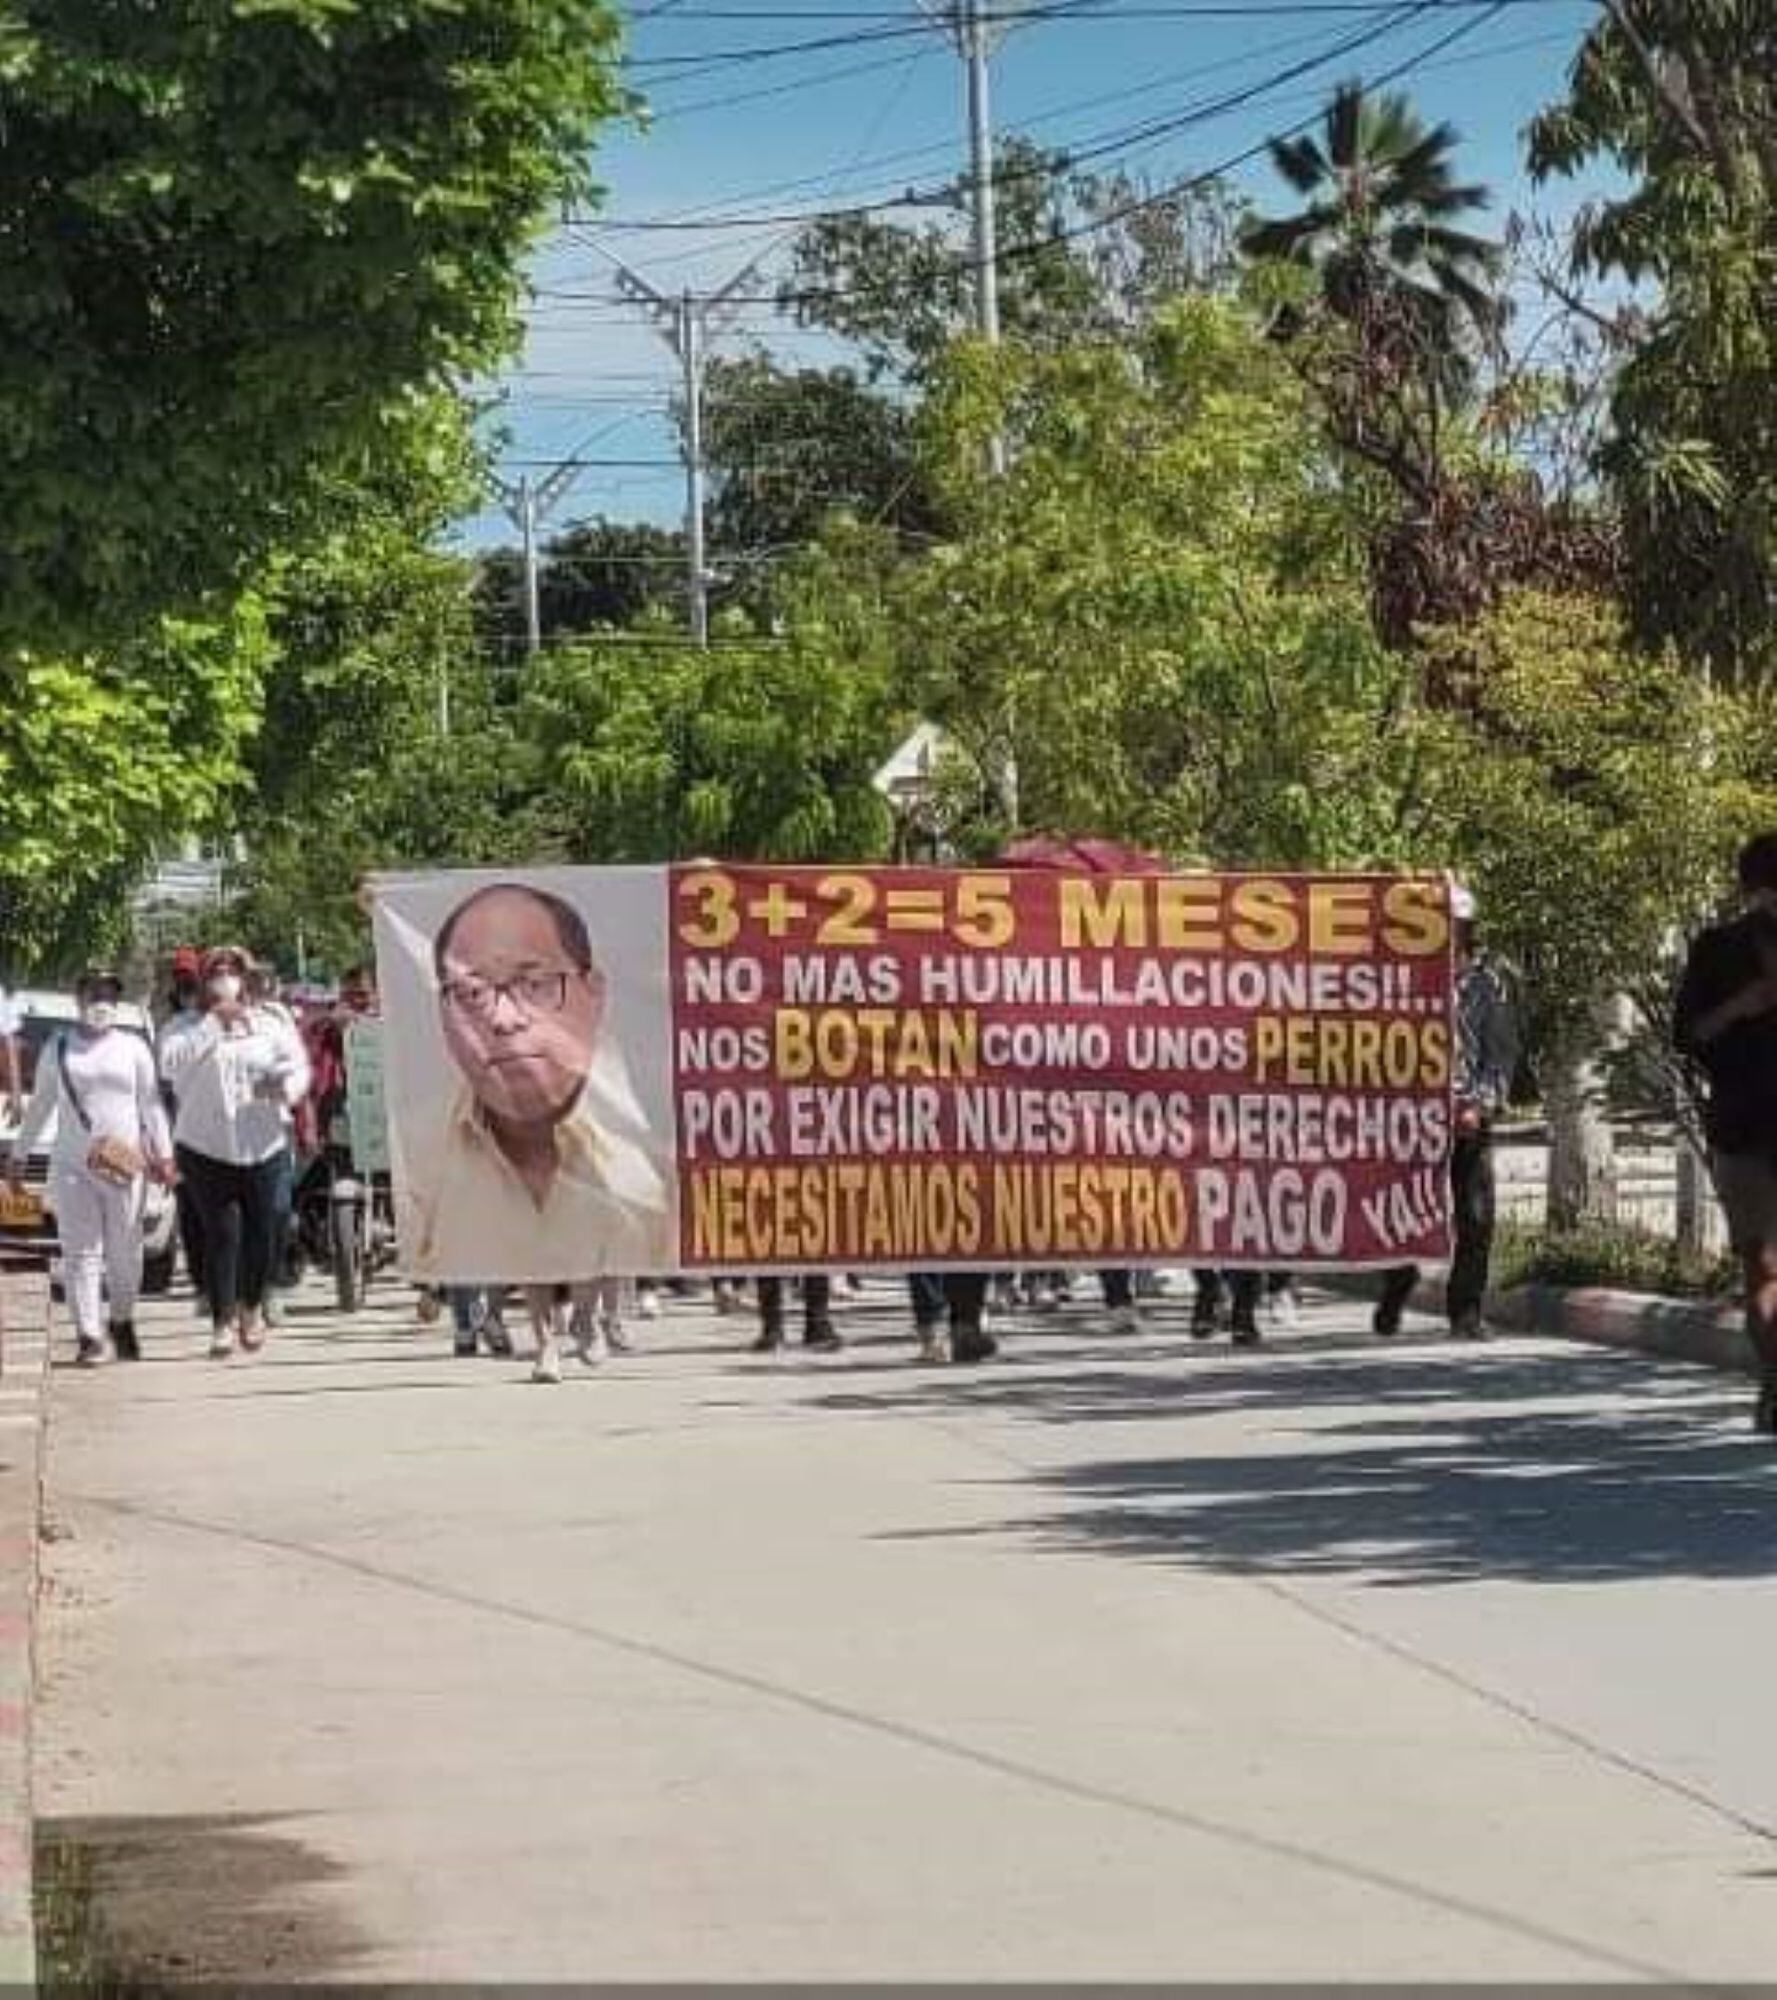 3+2=5 MESES
NO MAS HUMILLACIONES!!..
NOS BOTAN COMO UNOS PERROS
POR EXIGIR NUESTROS DERECHOS
NECESITAMOS NUESTRO PAGO YA!!